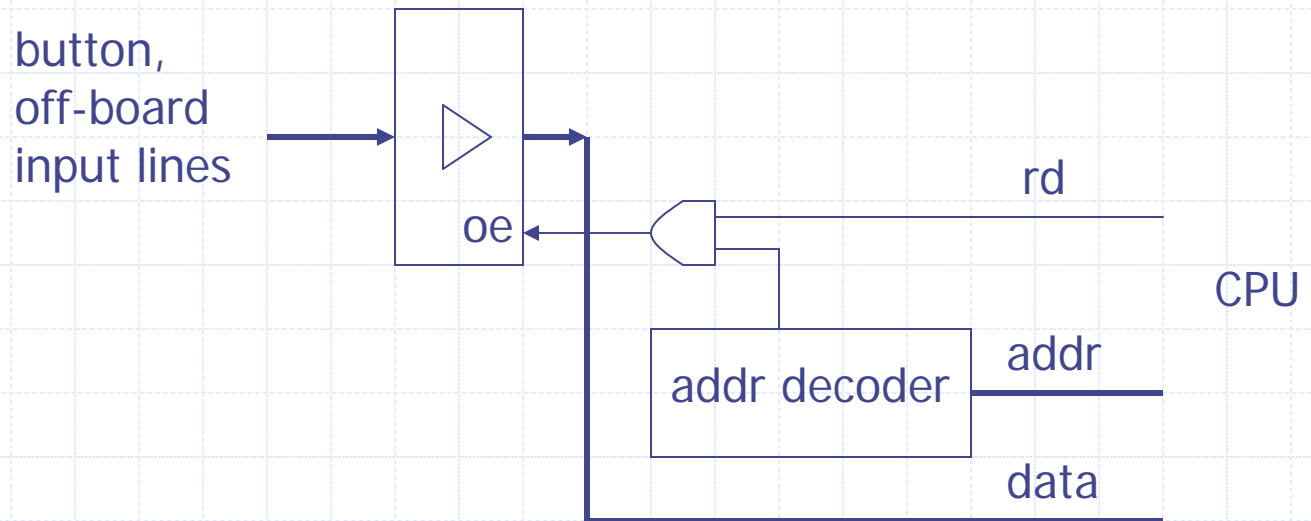 button,
off-board
input lines
oe
rd
CPU
addr
addr decoder
data